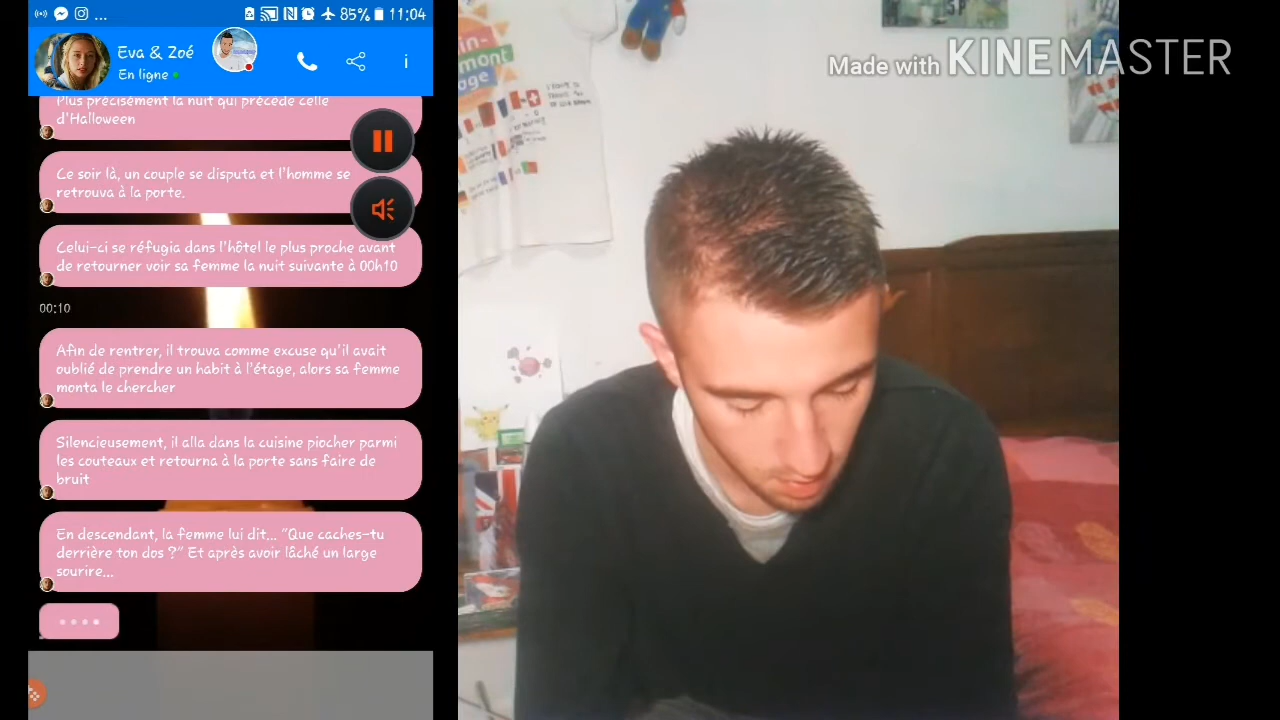 85% 11:04
Eva & Zoé
En ligne
i
Plus précisément la nuit qui précède celle
d'Halloween
Ce soir là, un couple se disputa et l'homme se
retrouva à la porte.
Celui-ci se réfugia dans l'hôtel le plus proche avant
de retourner voir sa femme la nuit suivante à 00h10
00:10
Afin de rentrer, il trouva comme excuse qu'il avait
oublié de prendre un habit à l'étage, alors sa femme
monta le chercher
Silencieusement, il alla dans la cuisine piocher parmi
les couteaux et retourna à la porte sans faire de
bruit
En descendant, la femme lui dit... "Que caches-tu
derrière ton dos ?" Et après avoir lâché un large
sourire...
Made with KINEMASTER